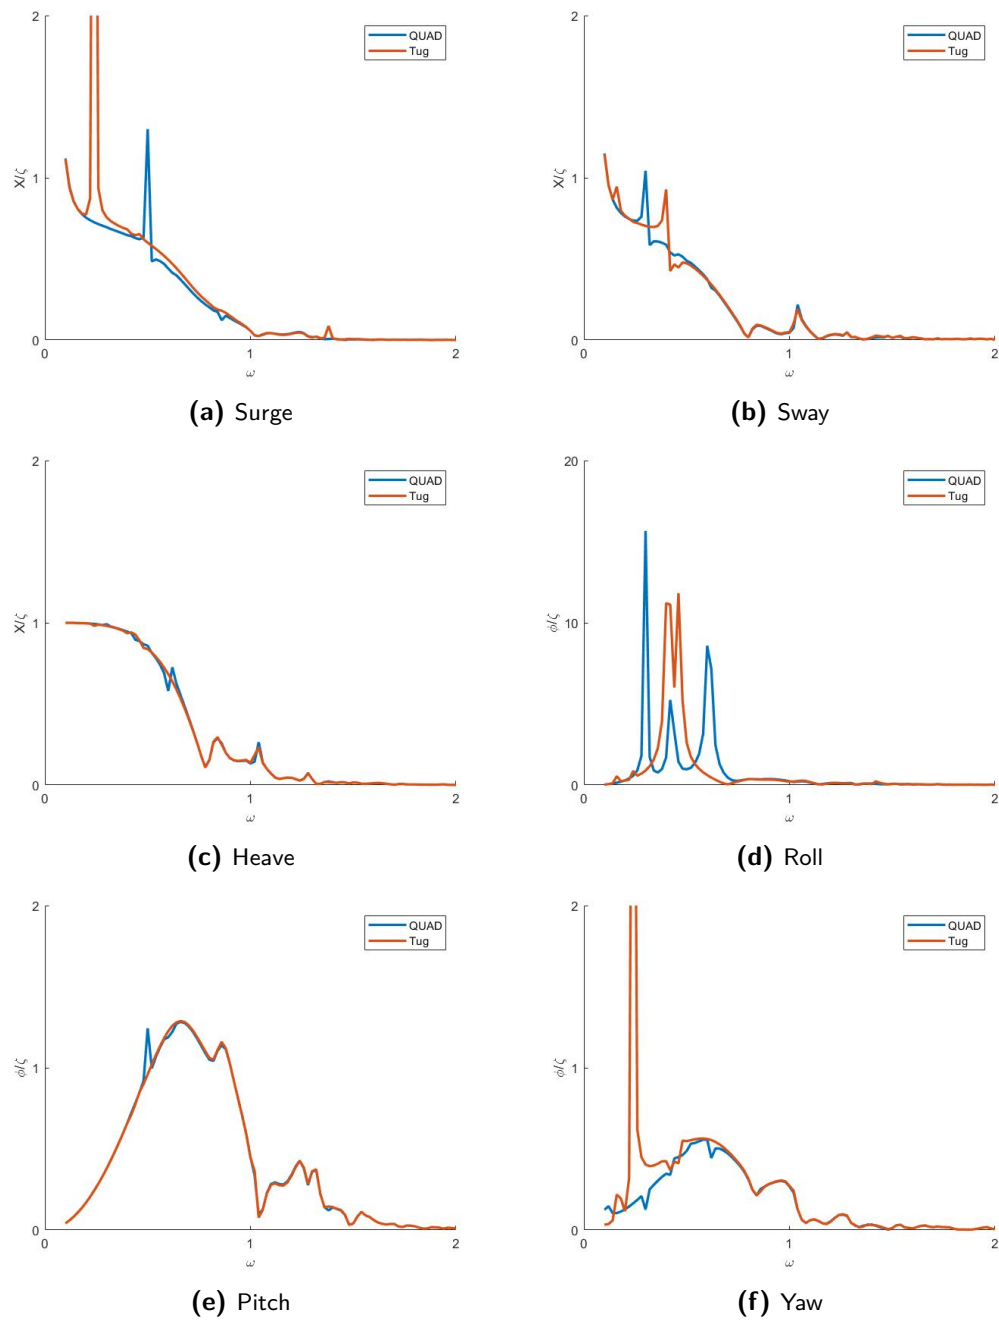 2
QUAD
Tug
X/ζ
1
0
0
1
2
ω
(a) Surge
2
QUAD
Tug
X/ζ
1
0
0
1
2
ω
(b) Sway
2
QUAD
Tug
X/ζ
1
0
0
1
2
ω
(c) Heave
20
QUAD
Tug
ϕ/ζ
10
0
0
1
2
ω
(d) Roll
2
QUAD
Tug
ϕ/ζ
1
0
0
1
2
ω
(e) Pitch
2
QUAD
Tug
ϕ/ζ
1
0
0
1
2
ω
(f) Yaw